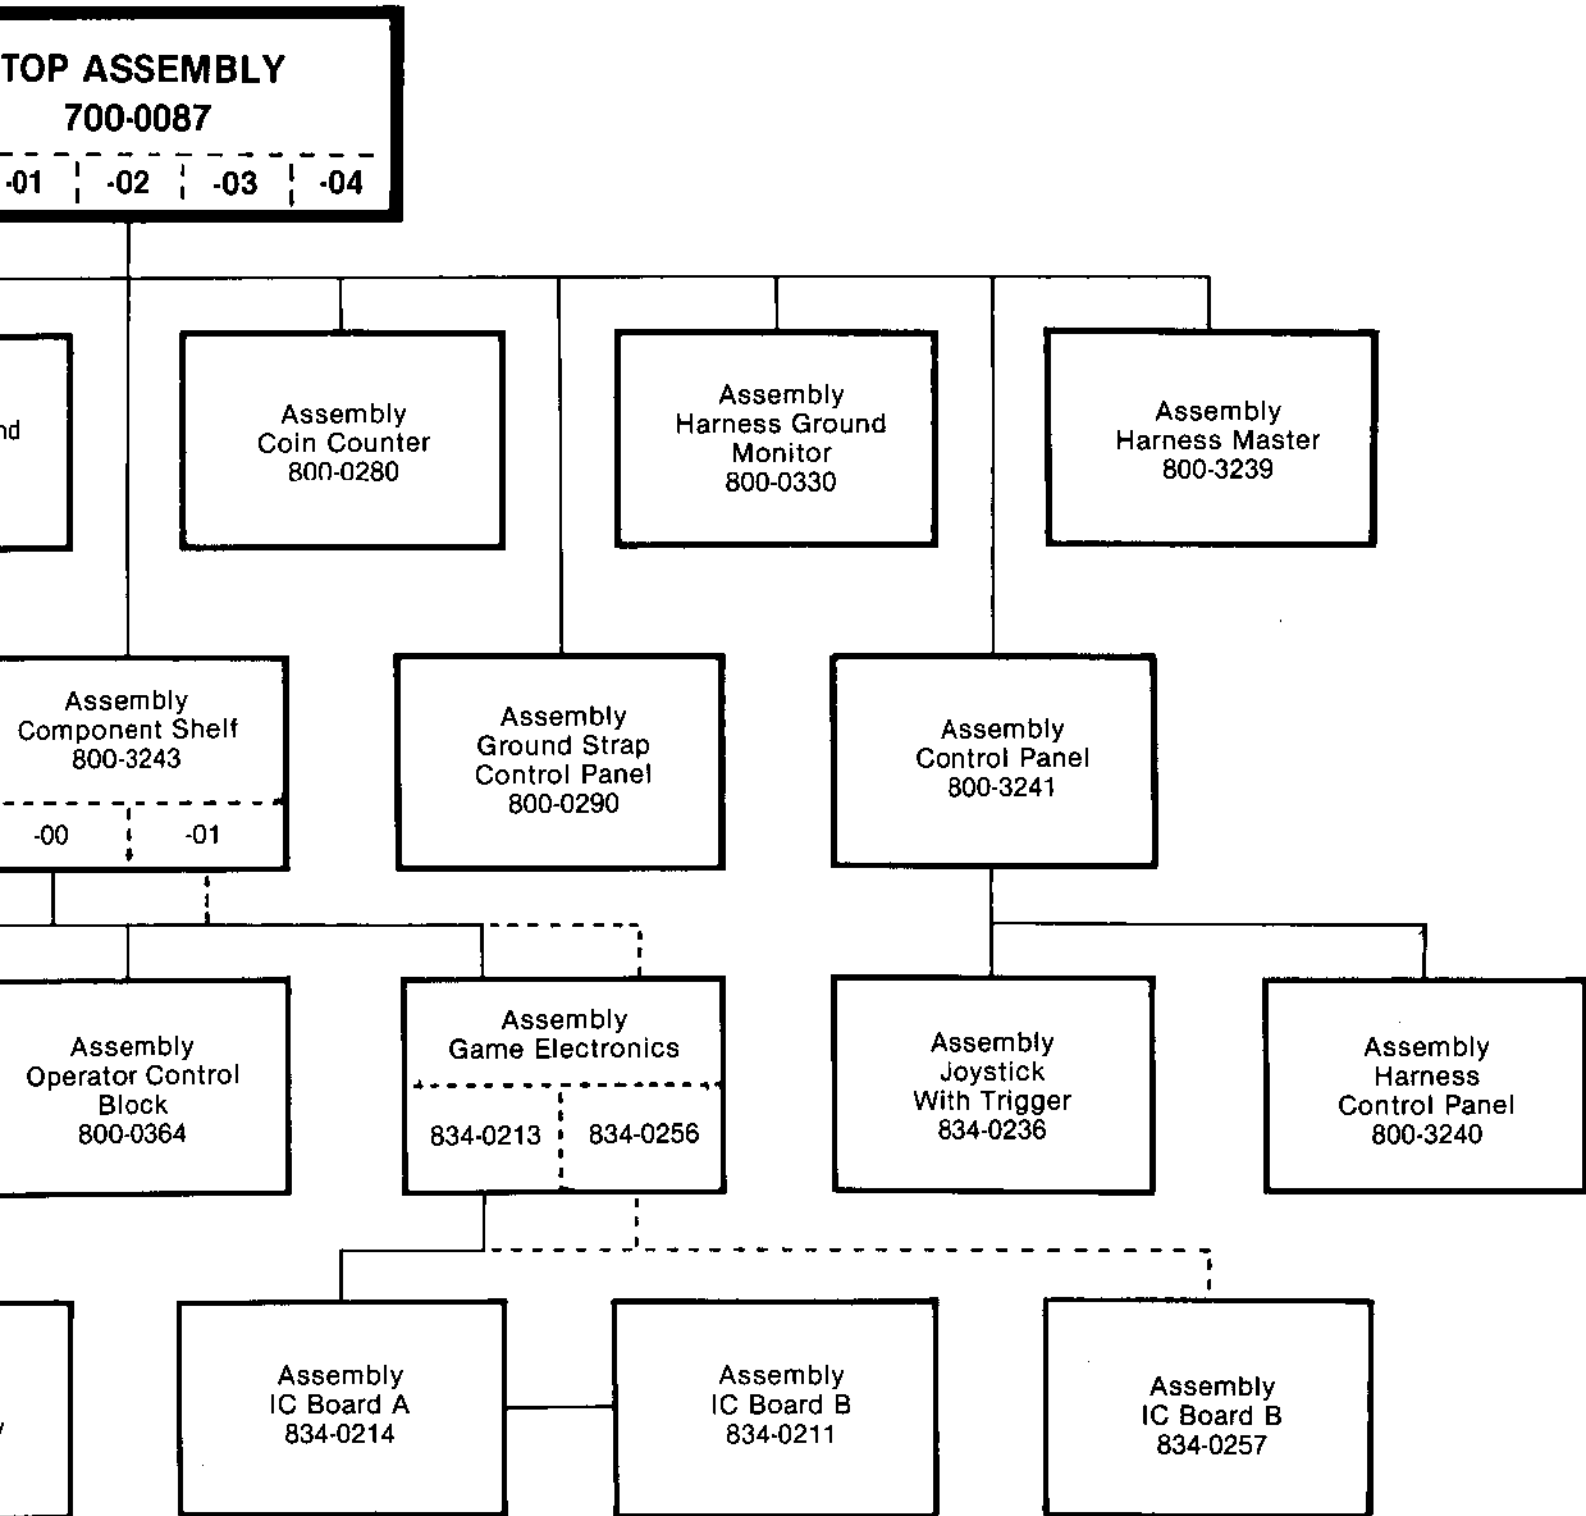 TOP ASSEMBLY
700-0087
-01 -02 -03 -04
Assembly
Coin Counter
800-0280
Assembly
Harness Ground
Monitor
800-0330
Assembly
Harness Master
800-3239
Assembly
Component Shelf
800-3243
-00 -01
Assembly
Ground Strap
Control Panel
800-0290
Assembly
Control Panel
800-3241
Assembly
Operator Control
Block
800-0364
Assembly
Game Electronics
834-0213 834-0256
Assembly
Joystick
With Trigger
834-0236
Assembly
Harness
Control Panel
800-3240
Assembly
IC Board A
834-0214
Assembly
IC Board B
834-0211
Assembly
IC Board B
834-0257